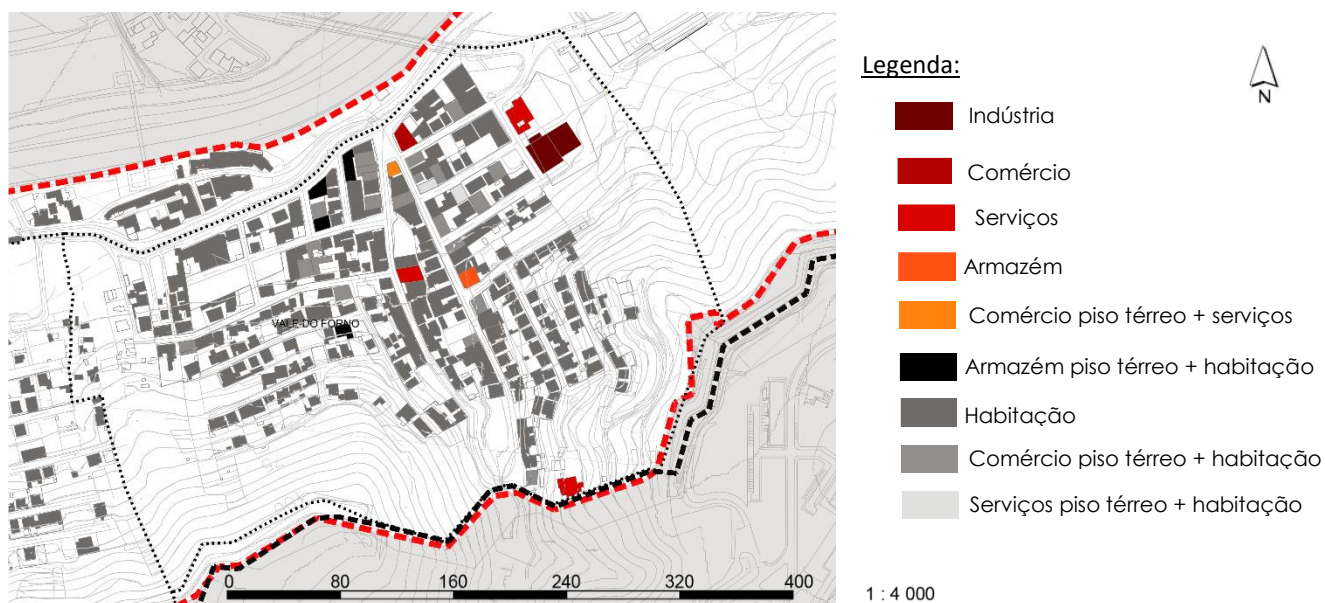 Legenda:
N
Indústria
Comércio
Serviços
Armazém
Comércio piso térreo + serviços
Armazém piso térreo + habitação
Habitação
Comércio piso térreo + habitação
Serviços piso térreo + habitação
VALE DO FORNO
0 80 160 240 320 400
1 : 4 000